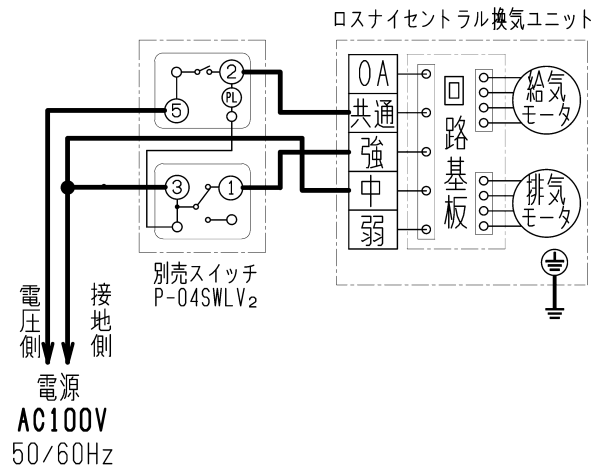 ロスナイセントラル換気ユニット
2
PL
5
3
1
OA
共通
強
中
弱
回路基板
給気
モータ
排気
モータ
別売スイッチ
P-04SWLV2
電圧側
接地側
電源
AC100V
50/60Hz